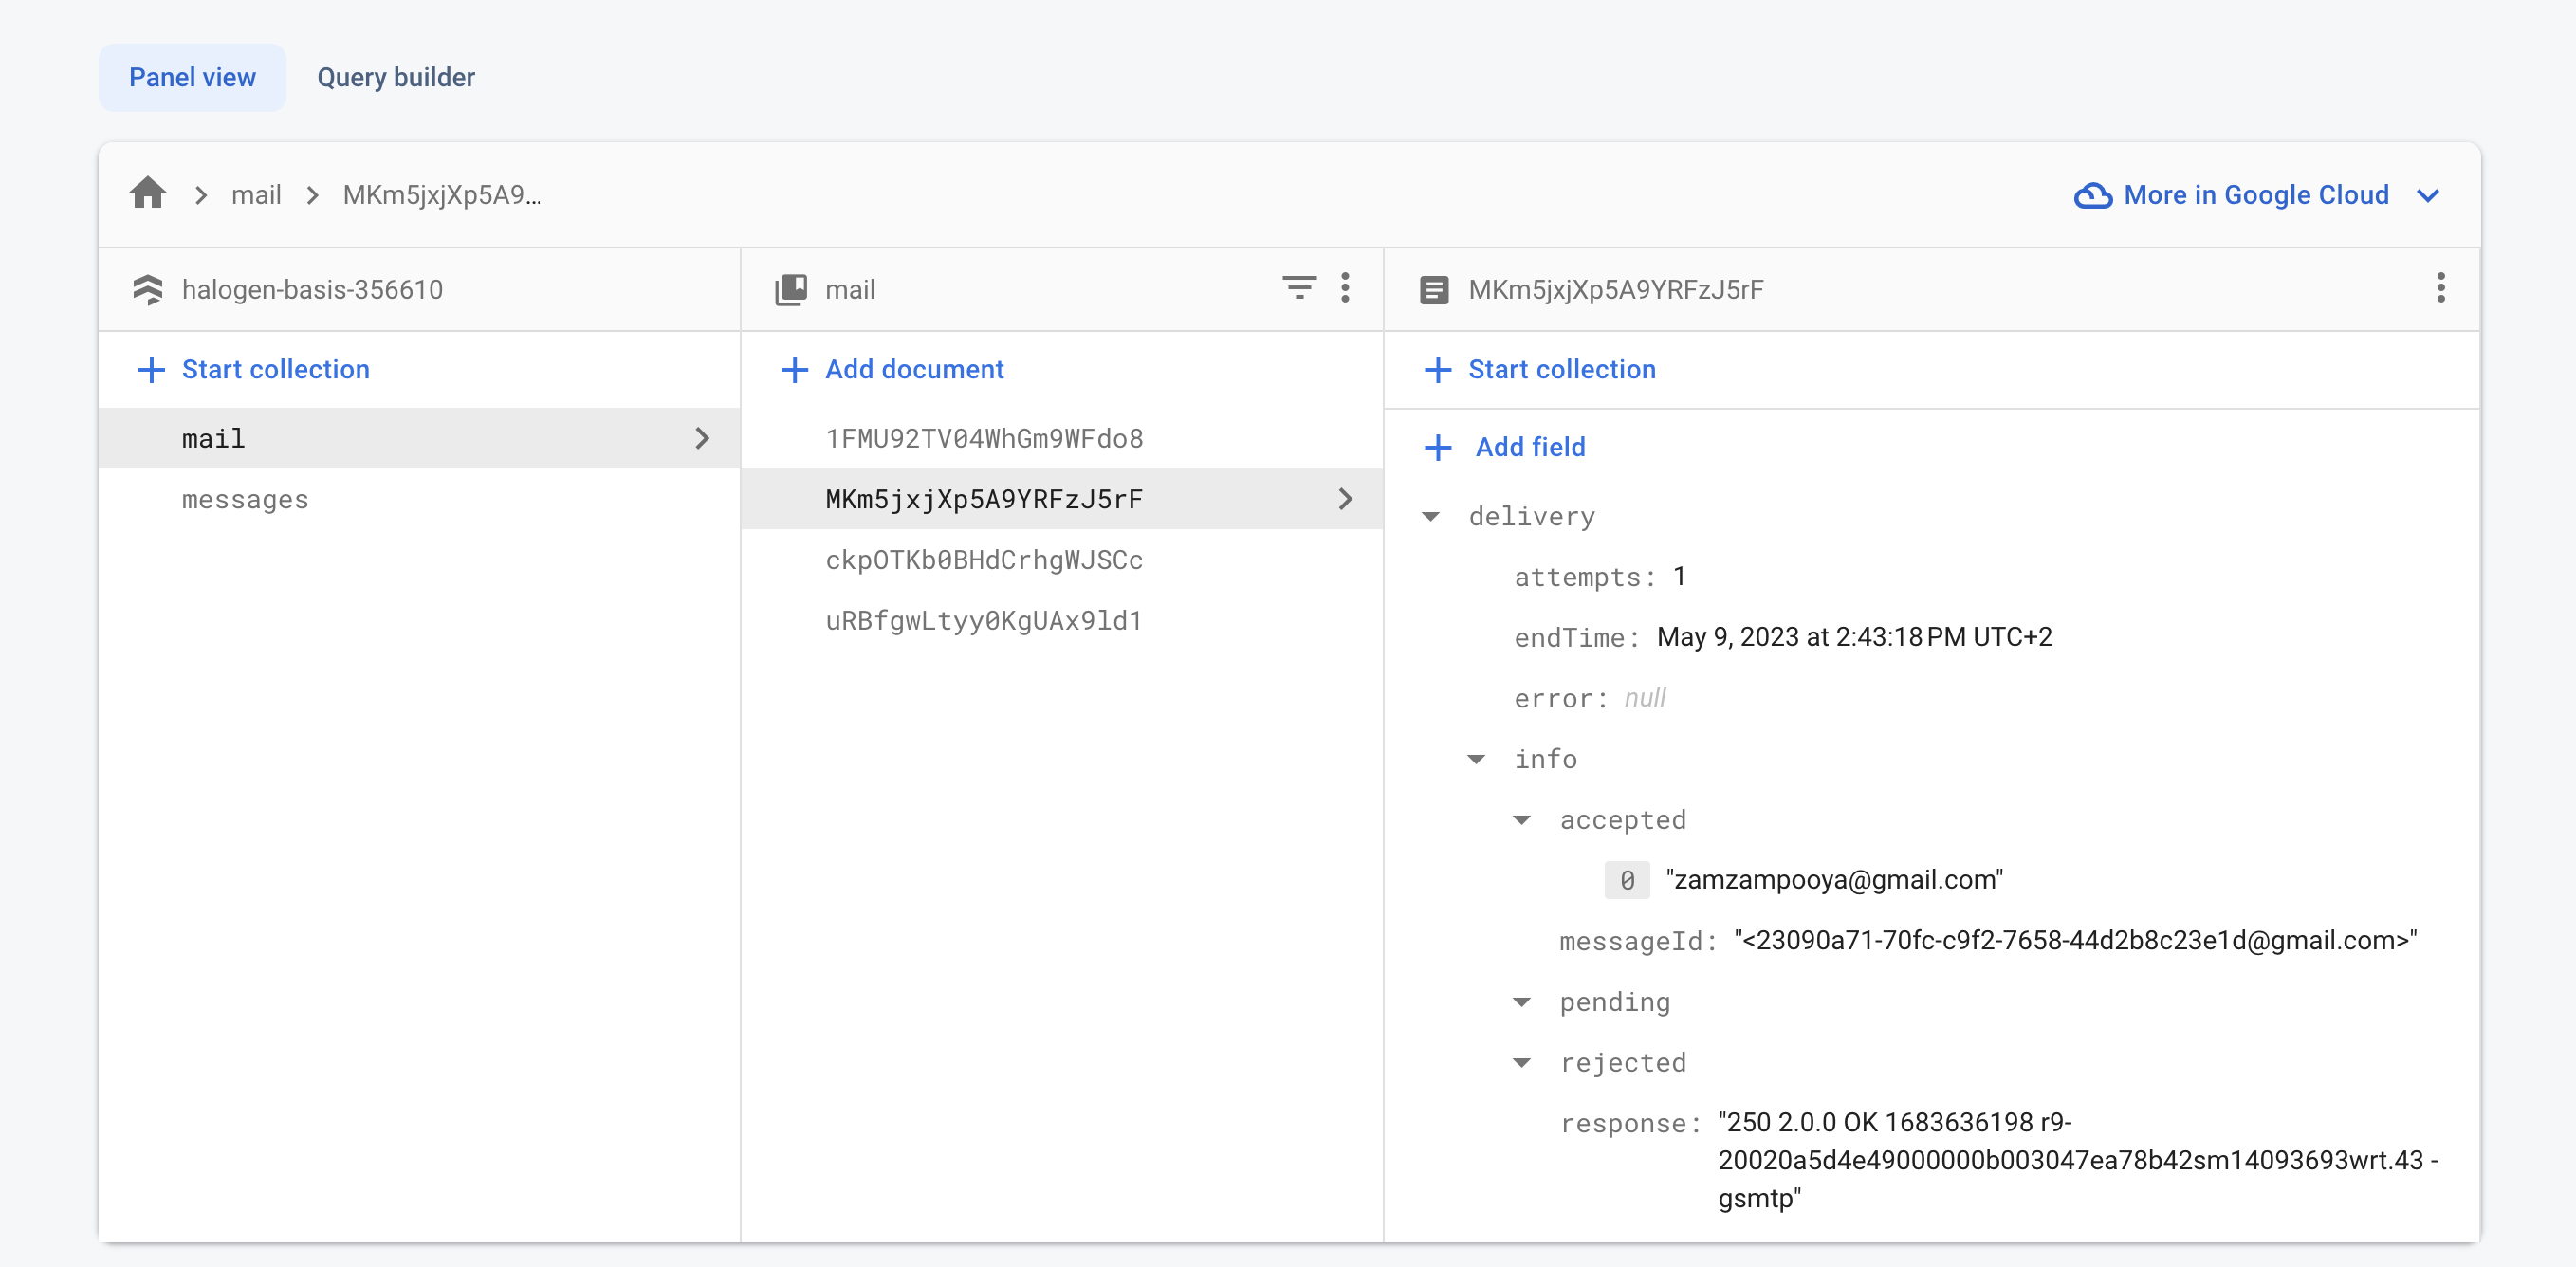 Panel view
Query builder
mail
MKm5jxjXp5A9...
More in Google Cloud
halogen-basis-356610
mail
MKm5jxjXp5A9YRFzJ5rF
Start collection
Add document
Start collection
mail
messages
1FMU92TV04WhGm9WFdo8
MKm5jxjXp5A9YRFzJ5rF
ckpOTKb0BHdCrhgWJSCc
uRBfgwLtyy0KgUAx9ld1
Add field
delivery
attempts: 1
endTime: May 9, 2023 at 2:43:18 PM UTC+2
error: null
info
accepted
0 "zamzampooya@gmail.com"
messageId: "<23090a71-70fc-c9f2-7658-44d2b8c23e1d@gmail.com>"
pending
rejected
response: "250 2.0.0 OK 1683636198 r9-
20020a5d4e49000000b003047ea78b42sm14093693wrt.43 -
gsmtp"